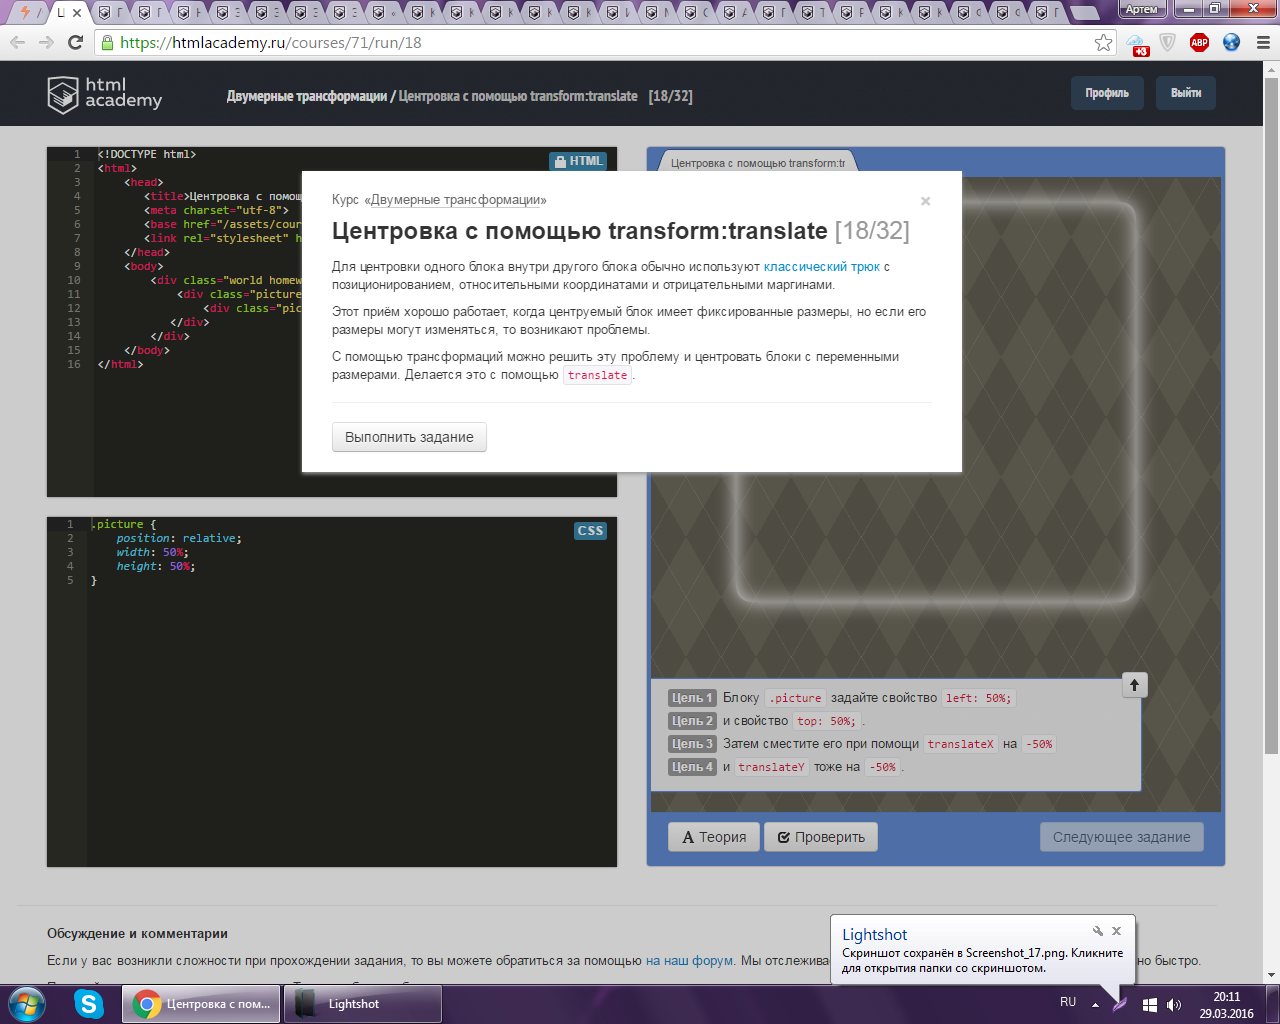 Артем
https://htmlacademy.ru/courses/71/run/18
+3
ABP
html academy
Двумерные трансформации / Центровка с помощью transform:translate [18/32]
Профиль
Выйти
HTML
1 <!DOCTYPE html>
2 <html>
3 <head>
4 <title>Центровка с помощ
5 <meta charset="utf-8">
6 <base href="/assets/cour
7 <link rel="stylesheet" h
8 </head>
9 <body>
10 <div class="world homew
11 <div class="picture
12 <div class="pic
13 </div>
14 </div>
15 </body>
16 </html>
Центровка с помощью transform:tr
Курс «Двумерные трансформации»
×
Центровка с помощью transform:translate [18/32]
Для центровки одного блока внутри другого блока обычно используют классический трюк с
позиционированием, относительными координатами и отрицательными маргинами.
Этот приём хорошо работает, когда центруемый блок имеет фиксированные размеры, но если его
размеры могут изменяться, то возникают проблемы.
С помощью трансформаций можно решить эту проблему и центровать блоки с переменными
размерами. Делается это с помощью translate.
Выполнить задание
CSS
1 .picture {
2 position: relative;
3 width: 50%;
4 height: 50%;
5 }
Цель 1 Блоку .picture задайте свойство left: 50%;
Цель 2 и свойство top: 50%; .
Цель 3 Затем сместите его при помощи translateX на -50%
Цель 4 и translateY тоже на -50% .
Теория
Проверить
Следующее задание
Обсуждение и комментарии
Если у вас возникли сложности при прохождении задания, то вы можете обратиться за помощью на наш форум. Мы отслежива
но быстро.
Lightshot
Скриншот сохранён в Screenshot_17.png. Кликните
для открытия папки со скриншотом.
Центровка с пом...
Lightshot
RU
20:11
29.03.2016